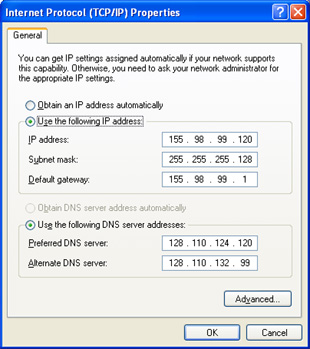 Internet Protocol (TCP/IP) Properties
General
You can get IP settings assigned automatically if your network supports
this capability. Otherwise, you need to ask your network administrator for
the appropriate IP settings.
Obtain an IP address automatically
Use the following IP address:
IP address: 155 . 98 . 99 . 120
Subnet mask: 255 . 255 . 255 . 128
Default gateway: 155 . 98 . 99 . 1
Obtain DNS server address automatically
Use the following DNS server addresses:
Preferred DNS server: 128 . 110 . 124 . 120
Alternate DNS server: 128 . 110 . 132 . 99
Advanced...
OK Cancel